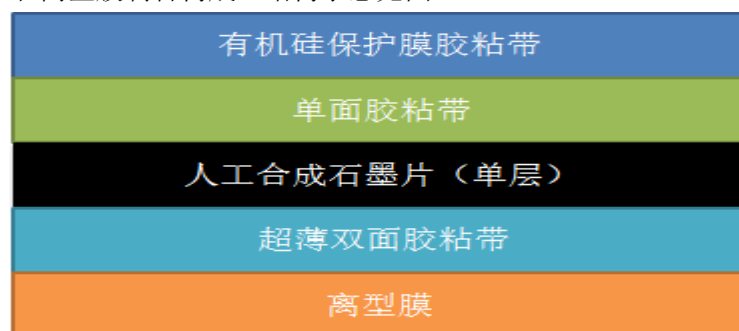 有机硅保护膜胶粘带
单面胶粘带
人工合成石墨片（单层）
超薄双面胶粘带
离型膜